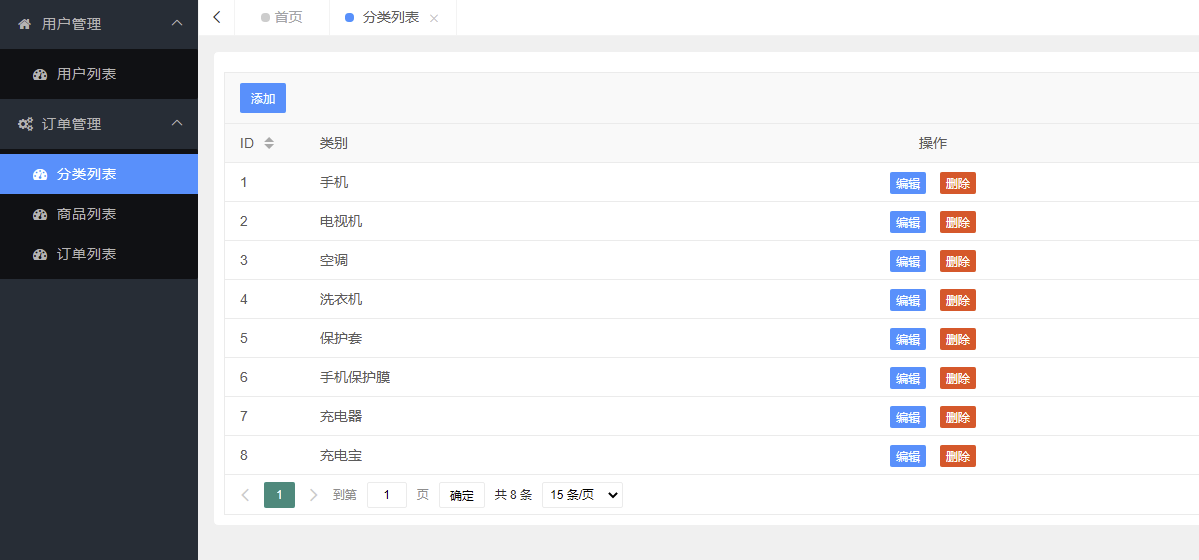 用户管理
用户列表
订单管理
分类列表
商品列表
订单列表
首页 分类列表
添加
ID 类别 操作
1 手机 编辑 删除
2 电视机 编辑 删除
3 空调 编辑 删除
4 洗衣机 编辑 删除
5 保护套 编辑 删除
6 手机保护膜 编辑 删除
7 充电器 编辑 删除
8 充电宝 编辑 删除
1 到第 1 页 确定 共 8 条 15 条/页